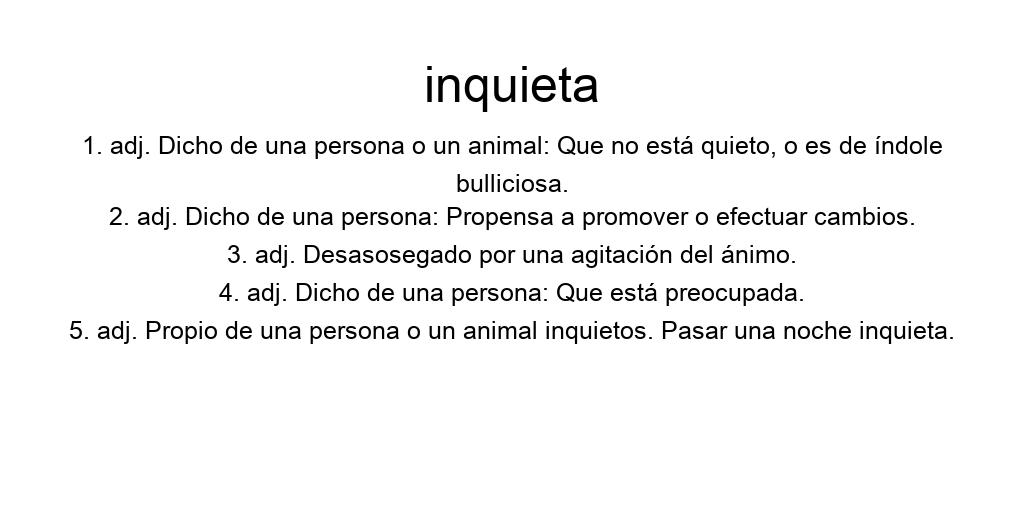 inquieta
1. adj. Dicho de una persona o un animal: Que no está quieto, o es de índole
bulliciosa.
2. adj. Dicho de una persona: Propensa a promover o efectuar cambios.
3. adj. Desasosegado por una agitación del ánimo.
4. adj. Dicho de una persona: Que está preocupada.
5. adj. Propio de una persona o un animal inquietos. Pasar una noche inquieta.